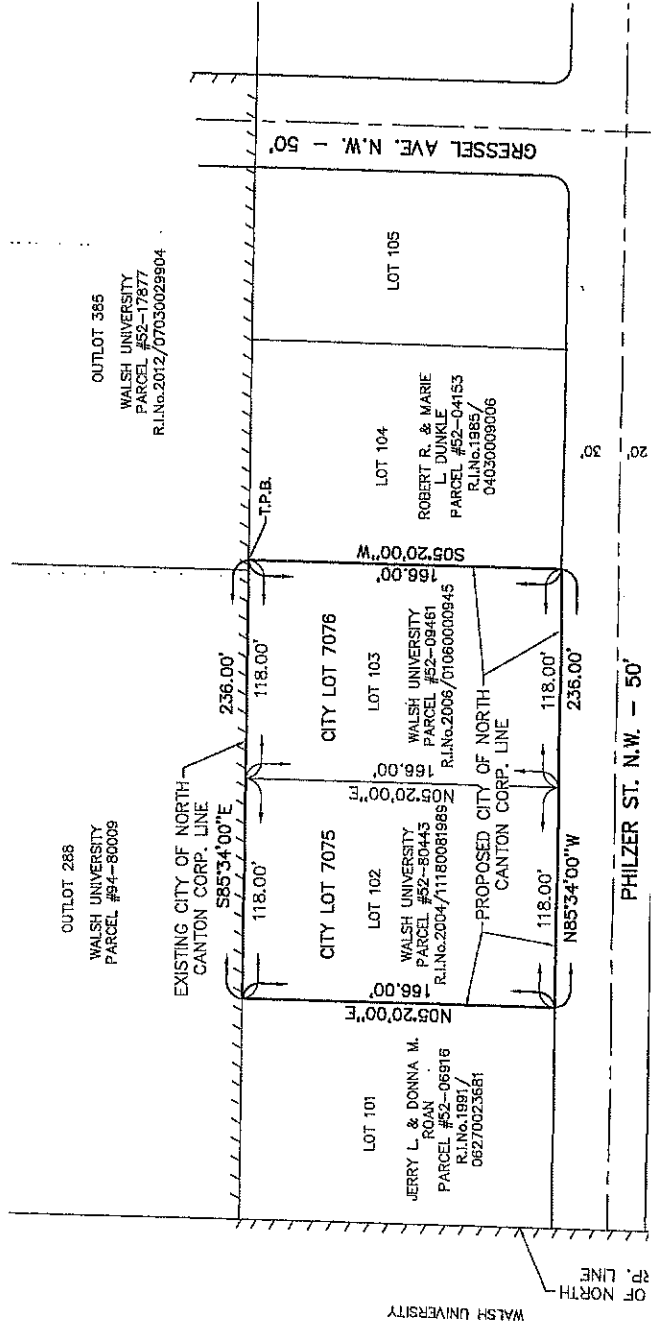 OUTLOT 288
WALSH UNIVERSITY
PARCEL #94-80009
OUTLOT 385
WALSH UNIVERSITY
PARCEL #52-17877
R.I.No.2012/07030029904
EXISTING CITY OF NORTH
CANTON CORP. LINE
S85°34'00"E
236.00'
118.00'
118.00'
T.P.B.
GRESSEL AVE. N.W. - 50'
LOT 101
JERRY L. & DONNA M.
ROAN
PARCEL #52-06916
R.I.No.1991/
06270023681
N05°20'00"E
166.00'
CITY LOT 7075
LOT 102
WALSH UNIVERSITY
PARCEL #52-80443
R.I.No.2004/11180081989
N05°20'00"E
166.00'
CITY LOT 7076
LOT 103
WALSH UNIVERSITY
PARCEL #52-09461
R.I.No.2006/01060000945
S05°20'00"W
166.00'
LOT 104
ROBERT R. & MARIE
L. DUNKLE
PARCEL #52-04153
R.I.No.1985/
04030009006
LOT 105
PROPOSED CITY OF NORTH
CANTON CORP. LINE
118.00'
118.00'
N85°34'00"W
236.00'
30'
20'
PHILZER ST. N.W. - 50'
OF NORTH
RP. LINE
WALSH UNIVERSITY